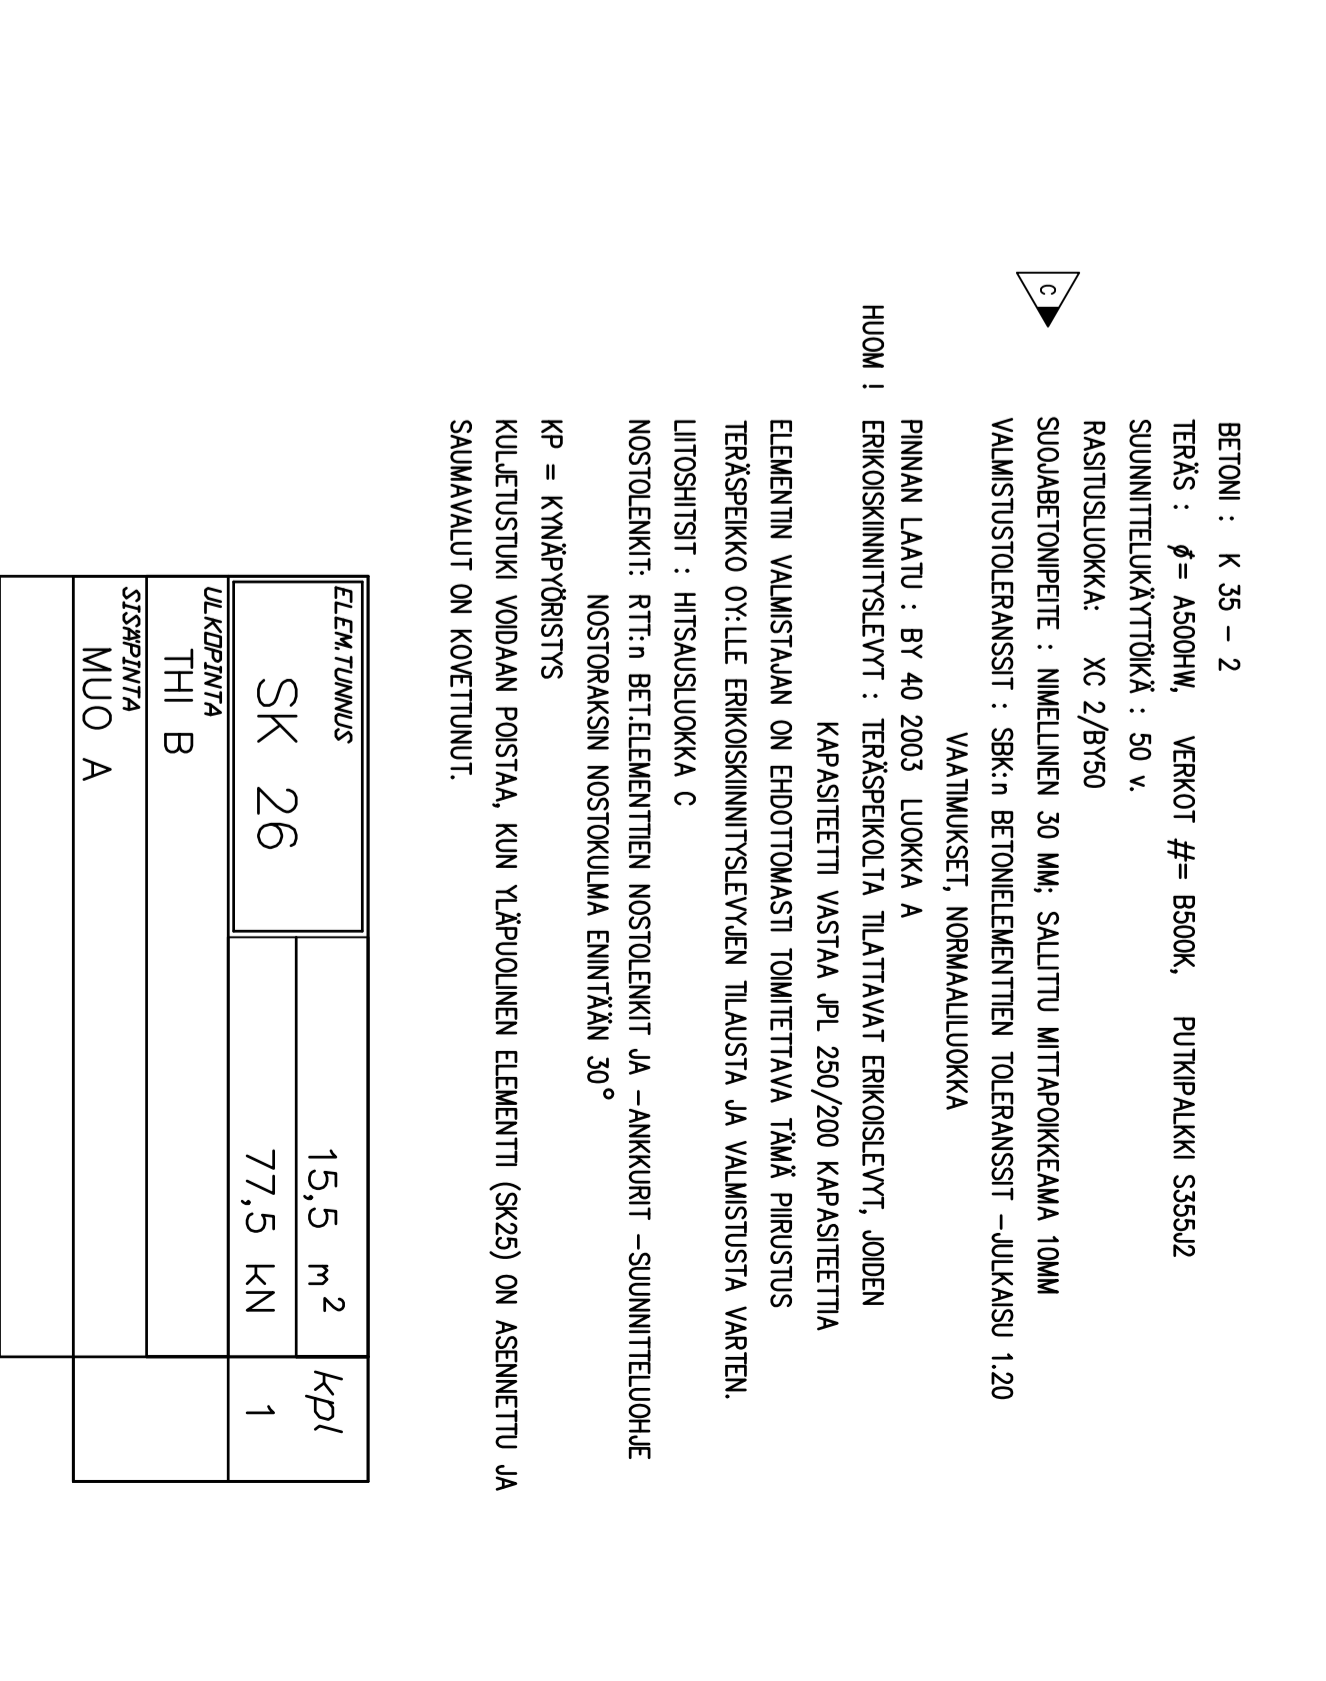 BETONI : K 35 – 2
TERÄS : ϕ= A500HW, VERKOT #= B500K, PUTKIPALKKI S355J2
SUUNNITTELUKÄYTTÖIKÄ : 50 v.
RASITUSLUOKKA: XC 2/BY50
C
SUOJABETONIPEITE : NIMELLINEN 30 MM; SALLITTU MITTAPOIKKEAMA 10MM
VALMISTUSTOLERANSSIT : SBK:n BETONIELEMENTTIEN TOLERANSSIT –JULKAISU 1.20
VAATIMUKSET, NORMAALILUOKKA
PINNAN LAATU : BY 40 2003 LUOKKA A
HUOM ! ERIKOISKIINNITYSLEVYT : TERÄSPEIKOLTA TILATTAVAT ERIKOISLEVYT, JOIDEN
KAPASITEETTI VASTAA JPL 250/200 KAPASITEETTIA
ELEMENTIN VALMISTAJAN ON EHDOTTOMASTI TOIMITETTAVA TÄMÄ PIIRUSTUS
TERÄSPEIKKO OY:LLE ERIKOISKIINNITYSLEVYJEN TILAUSTA JA VALMISTUSTA VARTEN.
LIITOSHITSIT : HITSAUSLUOKKA C
NOSTOLENKIT: RTT:n BET.ELEMENTTIEN NOSTOLENKIT JA –ANKKURIT –SUUNNITTELUOHJE
NOSTORAKSIN NOSTOKULMA ENINTÄÄN 30°
KP = KYNÄPYÖRISTYS
KULJETUSTUKI VOIDAAN POISTAA, KUN YLÄPUOLINEN ELEMENTTI (SK25) ON ASENNETTU JA
SAUMAVALUT ON KOVETTUNUT.
ELEM.TUNNUS
15,5 m² kpl
SK 26 77,5 kN 1
ULKOPINTA
THI B
SISÄPINTA
MUO A